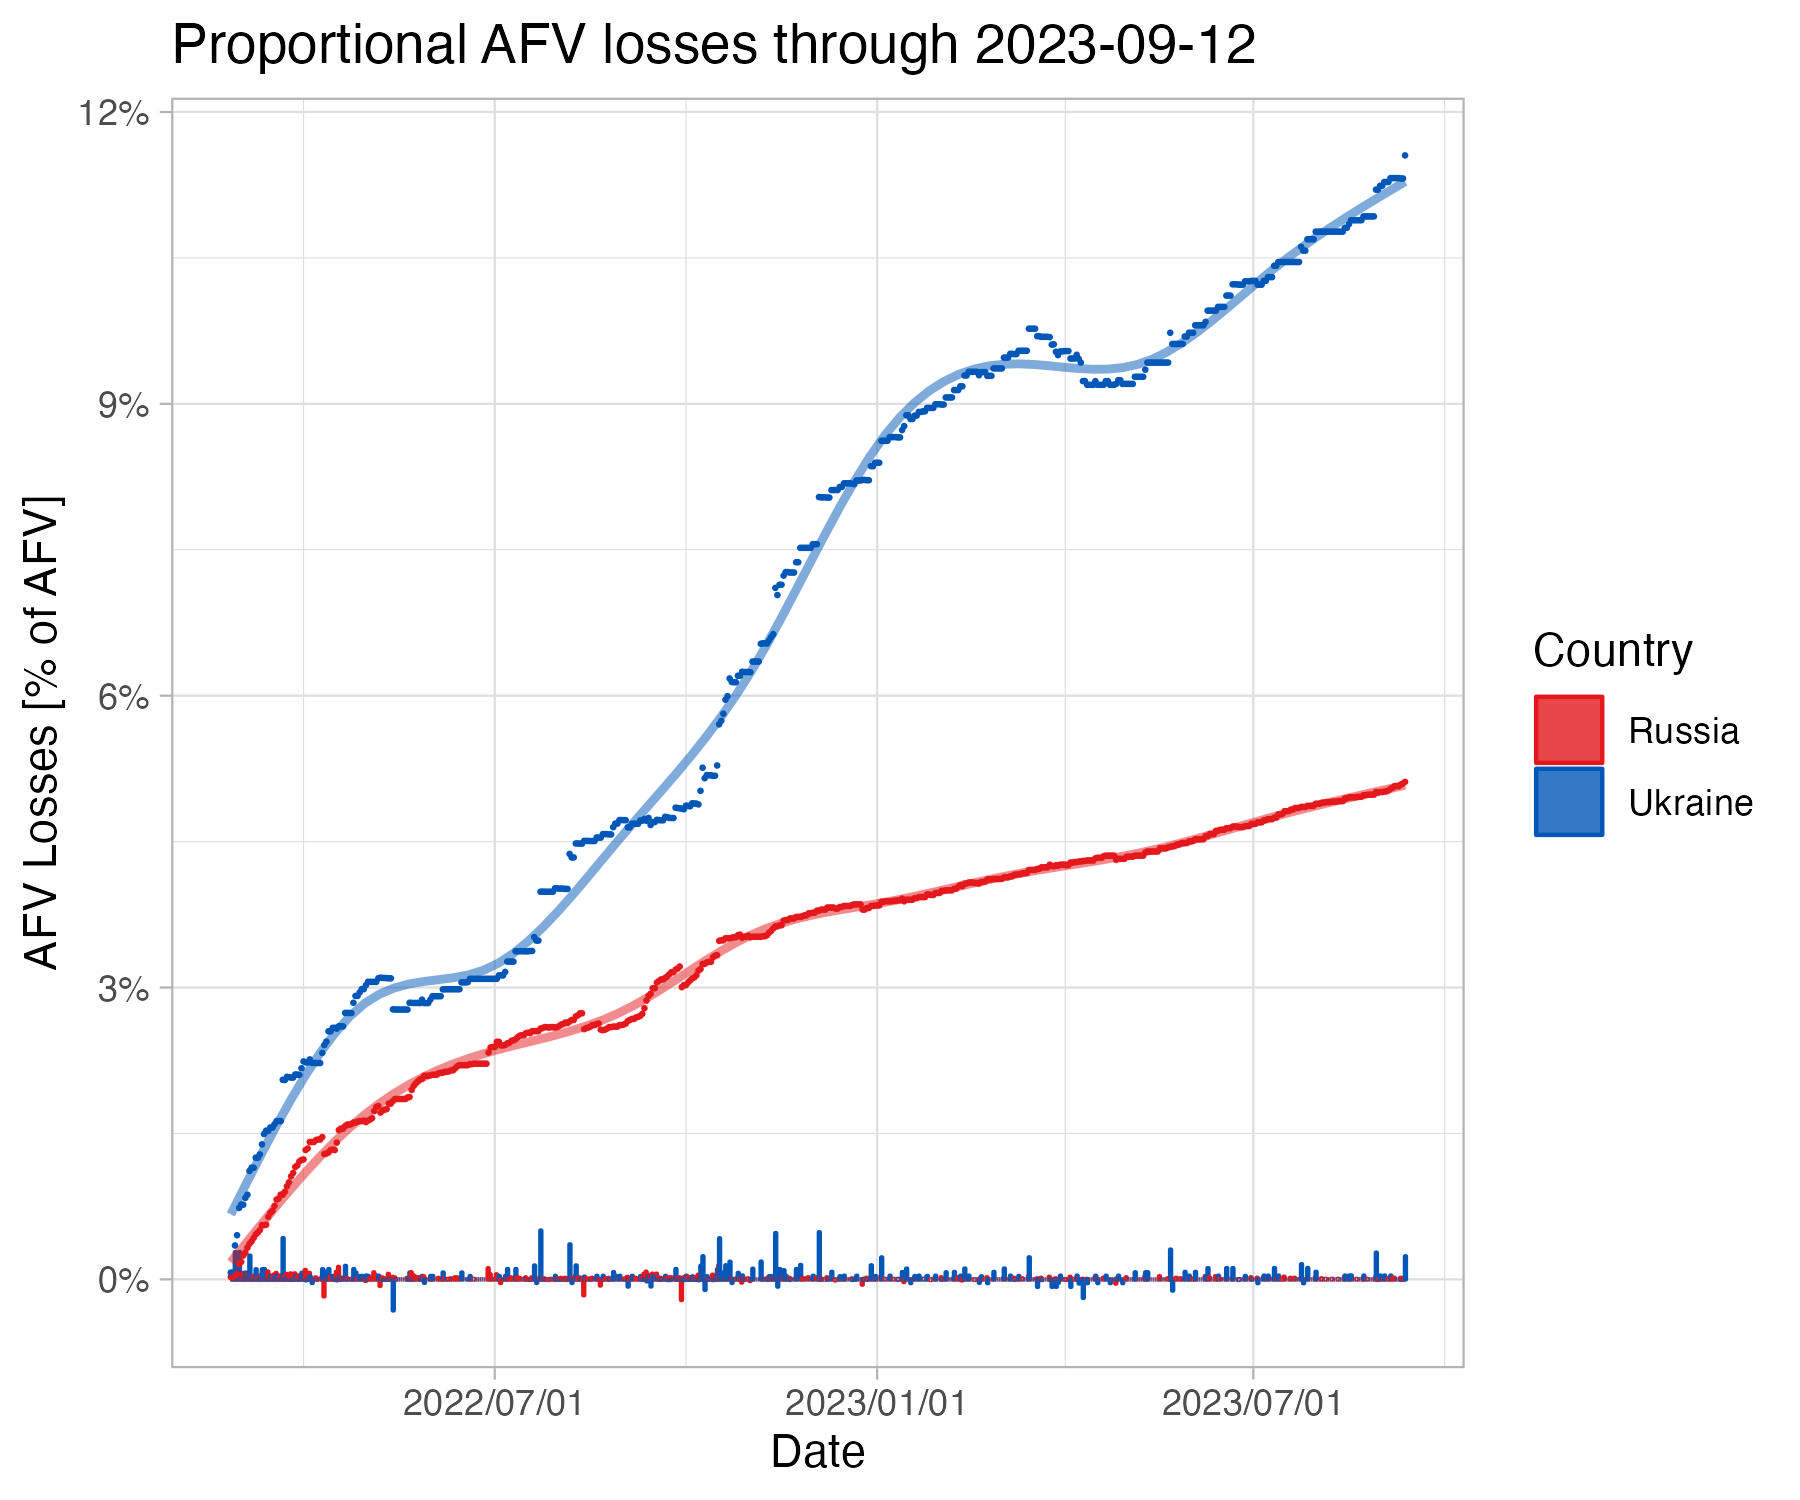 Proportional AFV losses through 2023-09-12
12%
9%
6%
3%
0%
AFV Losses [% of AFV]
2022/07/01
2023/01/01
2023/07/01
Date
Country
Russia
Ukraine